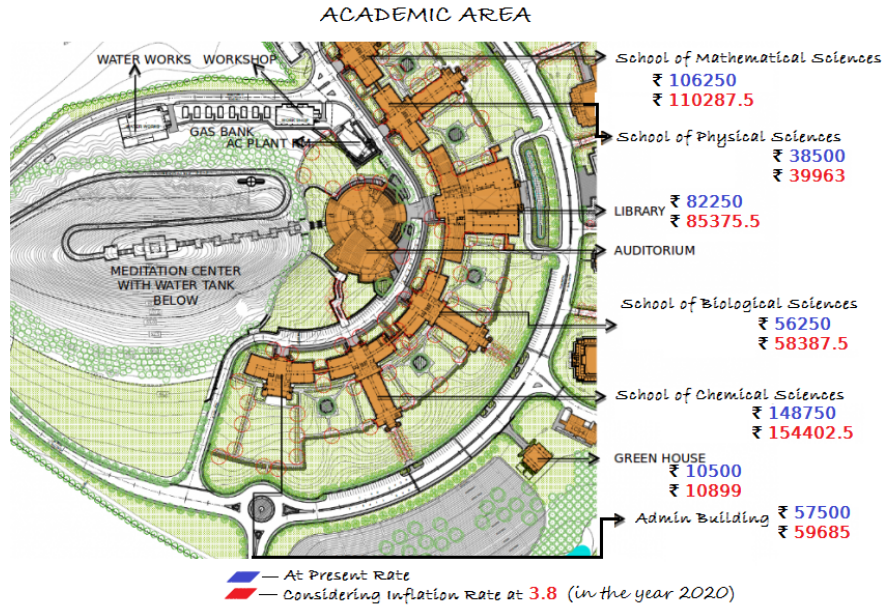 ACADEMIC AREA
WATER WORKS
WORKSHOP
GAS BANK
AC PLANT RM.
MEDITATION CENTER
WITH WATER TANK
BELOW
School of Mathematical Sciences
₹ 106250
₹ 110287.5
School of Physical Sciences
₹ 38500
₹ 39963
LIBRARY
₹ 82250
₹ 85375.5
AUDITORIUM
School of Biological Sciences
₹ 56250
₹ 58387.5
School of Chemical Sciences
₹ 148750
₹ 154402.5
GREEN HOUSE
₹ 10500
₹ 10899
Admin Building
₹ 57500
₹ 59685
— At Present Rate
— Considering Inflation Rate at 3.8 (in the year 2020)